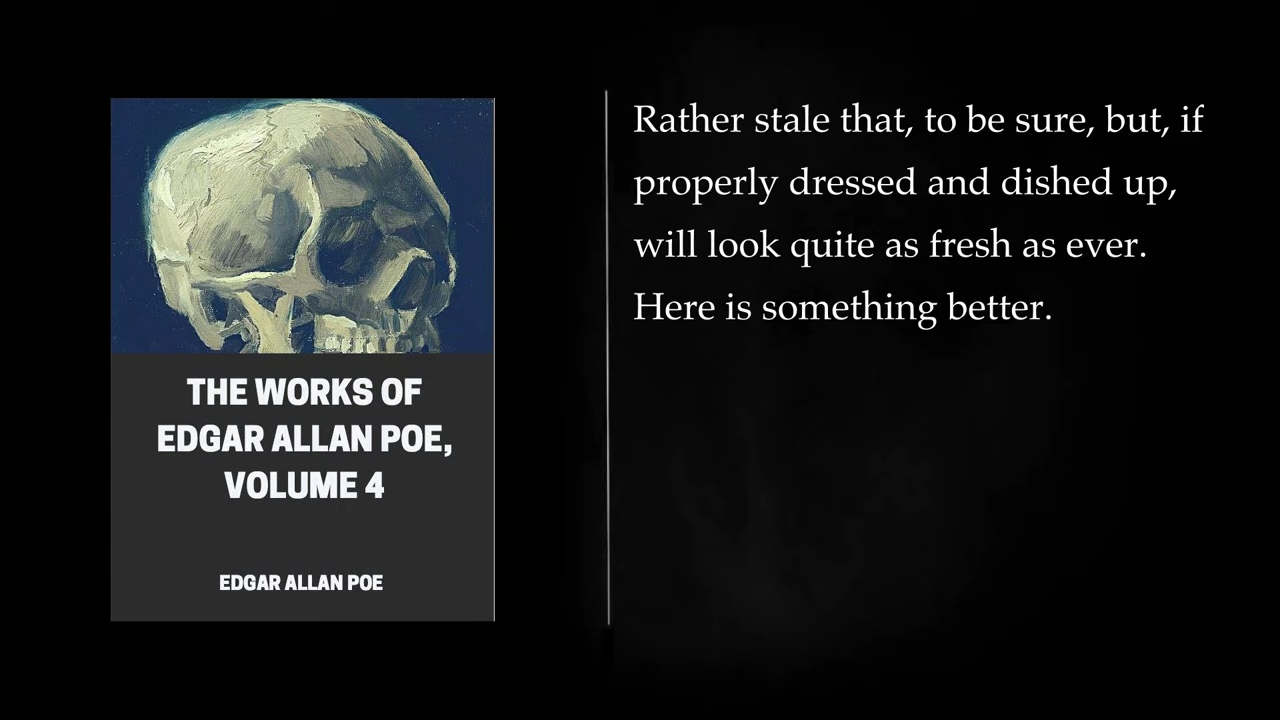 THE WORKS OF
EDGAR ALLAN POE,
VOLUME 4
EDGAR ALLAN POE
Rather stale that, to be sure, but, if
properly dressed and dished up,
will look quite as fresh as ever.
Here is something better.